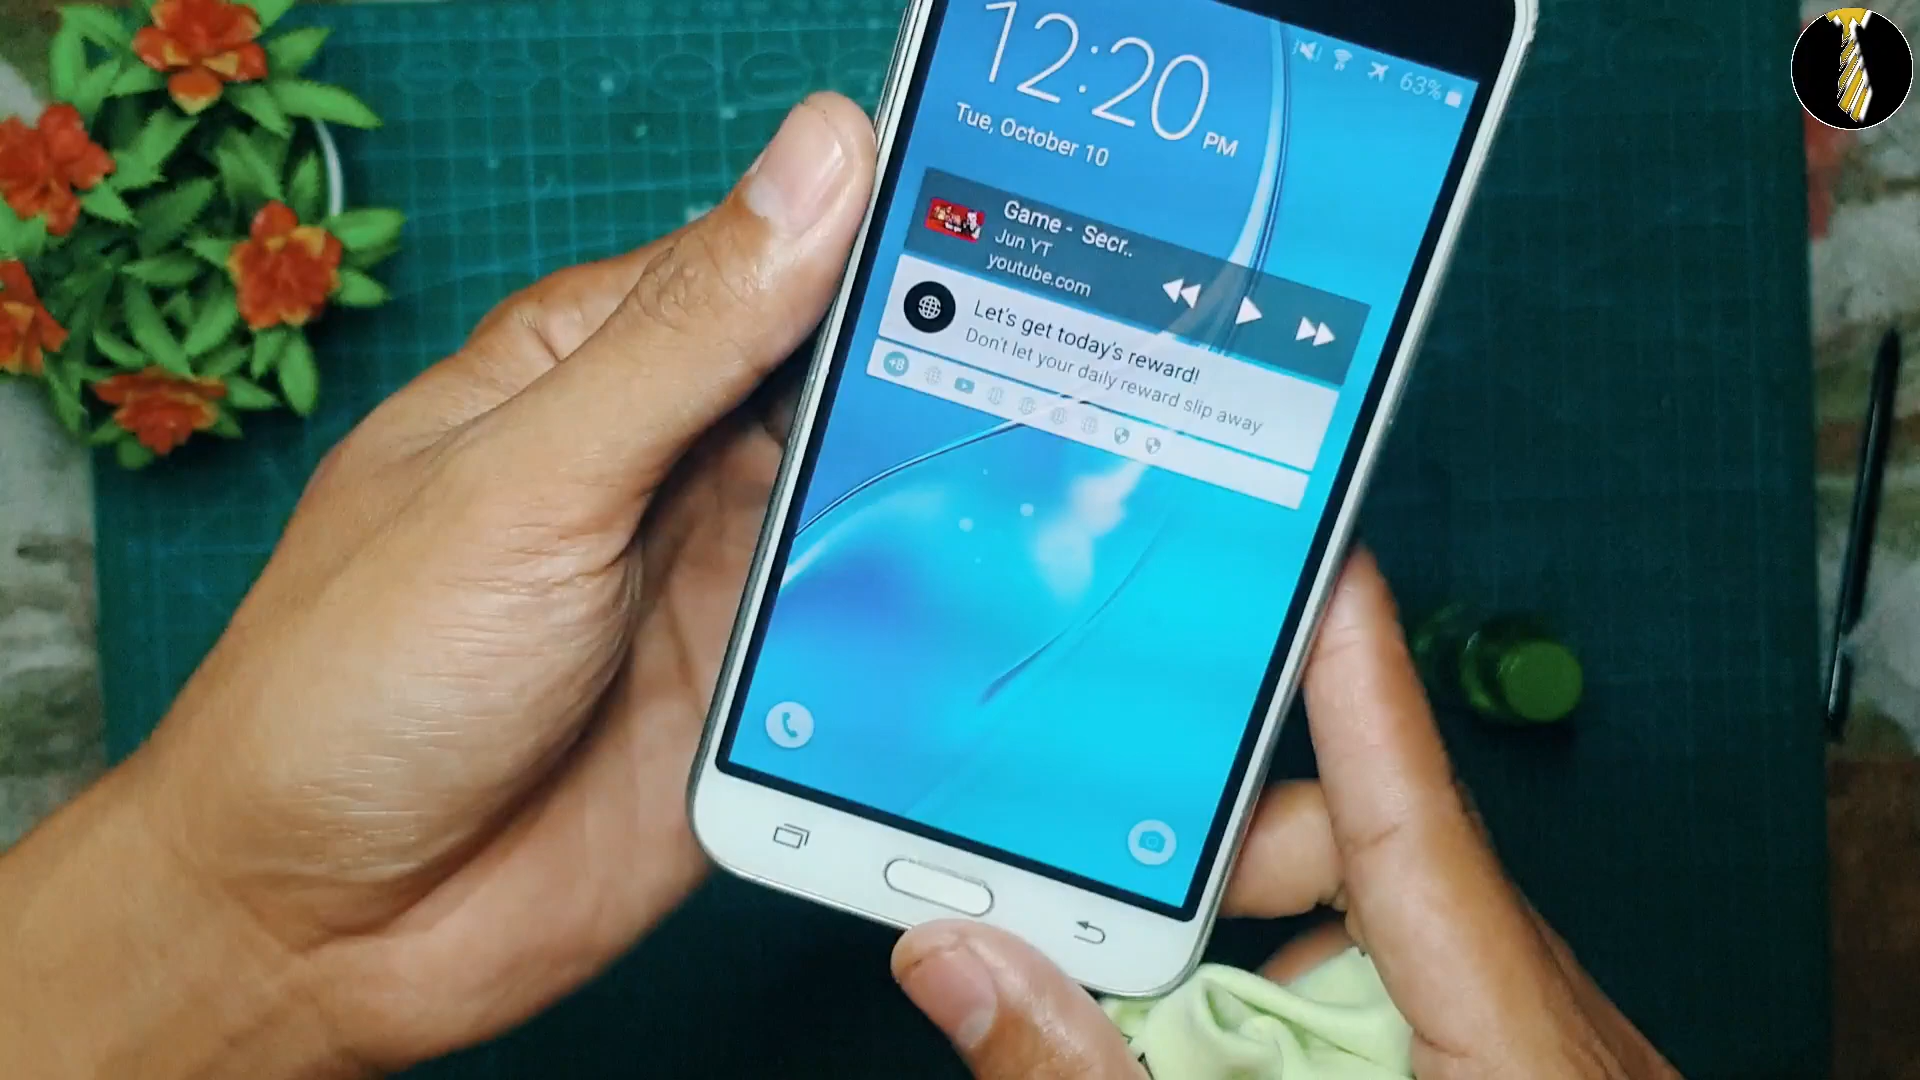 63%
12:20 PM
Tue, October 10
Game - Secr..
Jun YT
youtube.com
Let's get today's reward!
Don't let your daily reward slip away
+8